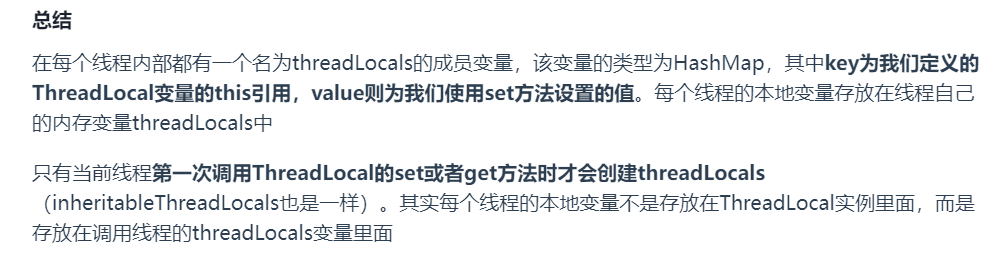 总结
在每个线程内部都有一个名为threadLocals的成员变量，该变量的类型为HashMap，其中key为我们定义的
ThreadLocal变量的this引用，value则为我们使用set方法设置的值。每个线程的本地变量存放在线程自己
的内存变量threadLocals中
只有当前线程第一次调用ThreadLocal的set或者get方法时才会创建threadLocals
（inheritableThreadLocals也是一样）。其实每个线程的本地变量不是存放在ThreadLocal实例里面，而是
存放在调用线程的threadLocals变量里面